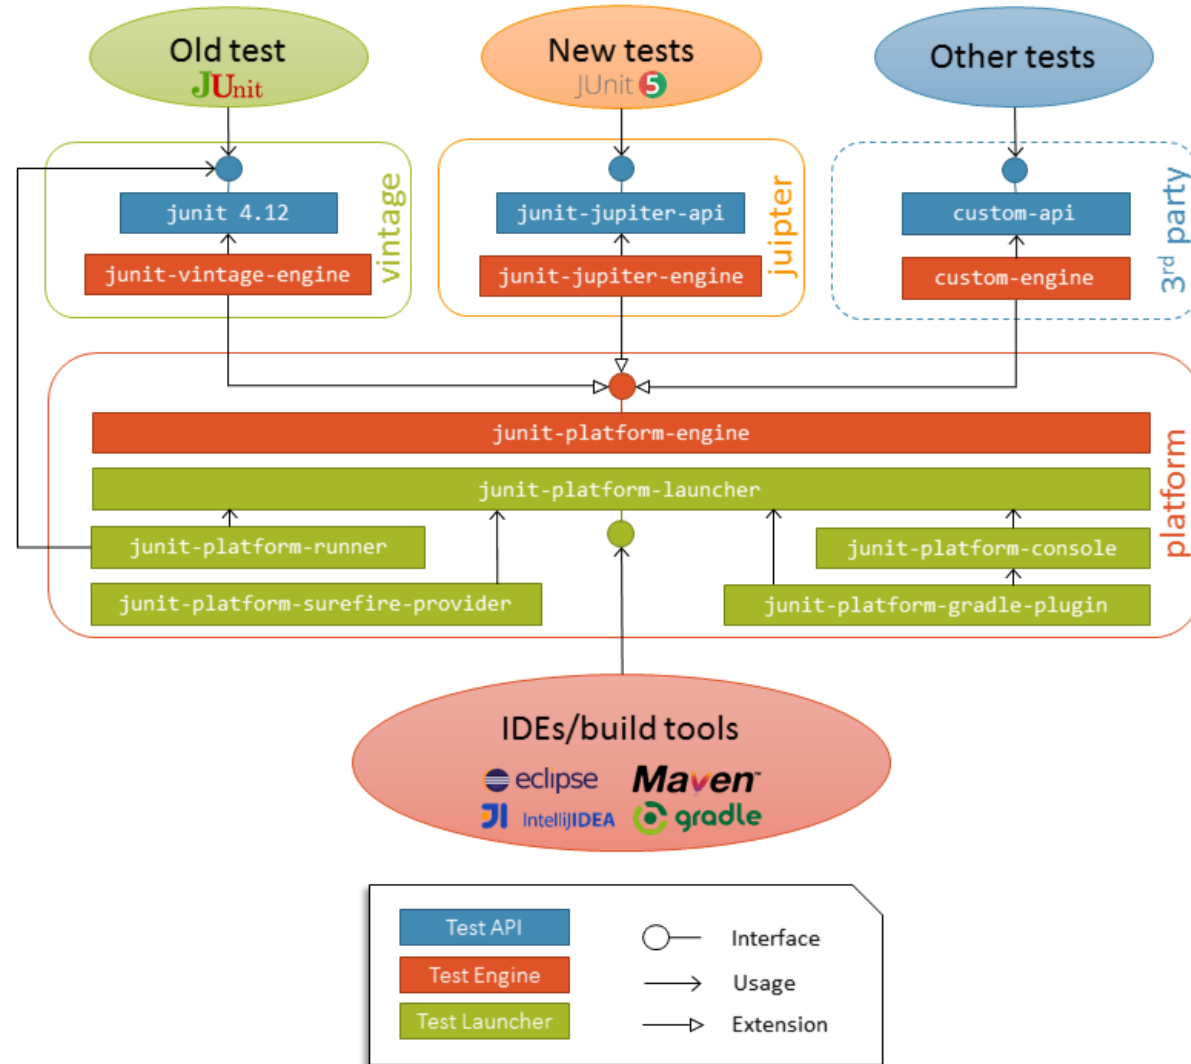 Old test
JUnit
New tests
JUnit 5
Other tests
junit 4.12
junit-vintage-engine
vintage
junit-jupiter-api
junit-jupiter-engine
juipter
custom-api
custom-engine
3rd party
junit-platform-engine
junit-platform-launcher
junit-platform-runner
junit-platform-console
junit-platform-surefire-provider
junit-platform-gradle-plugin
platform
IDEs/build tools
eclipse
Maven™
JI IntelliJIDEA
gradle
Test API
Interface
Test Engine
Usage
Test Launcher
Extension